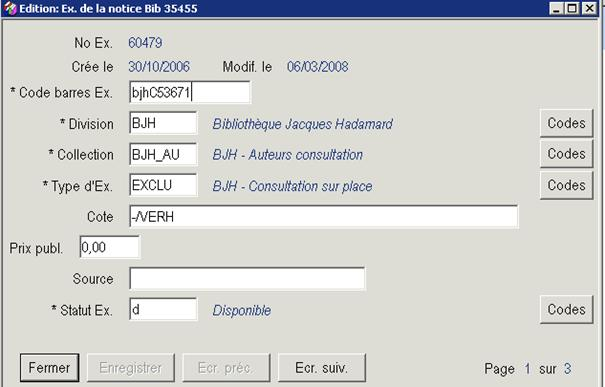 Edition: Ex. de la notice Bib 35455
No Ex. 60479
Crée le 30/10/2006 Modif. le 06/03/2008
* Code barres Ex. bjhC53671
* Division BJH Bibliothèque Jacques Hadamard Codes
* Collection BJH_AU BJH - Auteurs consultation Codes
* Type d'Ex. EXCLU BJH - Consultation sur place Codes
Cote -/VERH
Prix publ. 0,00
Source
* Statut Ex. d Disponible Codes
Fermer Enregistrer Ecr. préc. Ecr. suiv. Page 1 sur 3